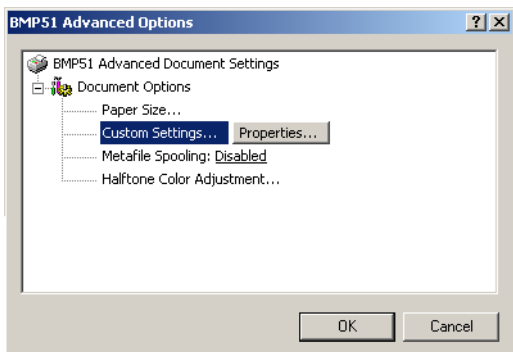 BMP51 Advanced Options
BMP51 Advanced Document Settings
Document Options
Paper Size...
Custom Settings... Properties...
Metafile Spooling: Disabled
Halftone Color Adjustment...
OK Cancel